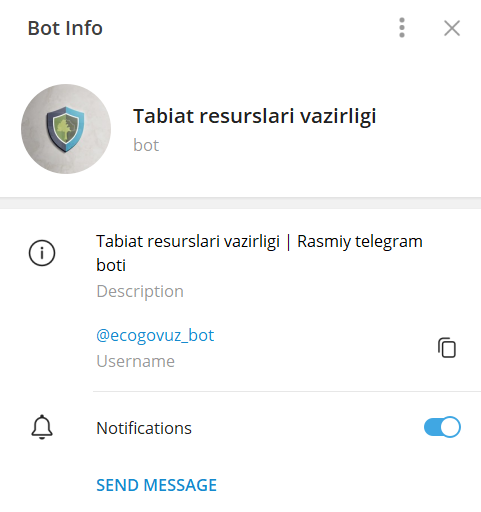 Bot Info
Tabiat resurslari vazirligi
bot
Tabiat resurslari vazirligi | Rasmiy telegram
boti
Description
@ecogovuz_bot
Username
Notifications
SEND MESSAGE